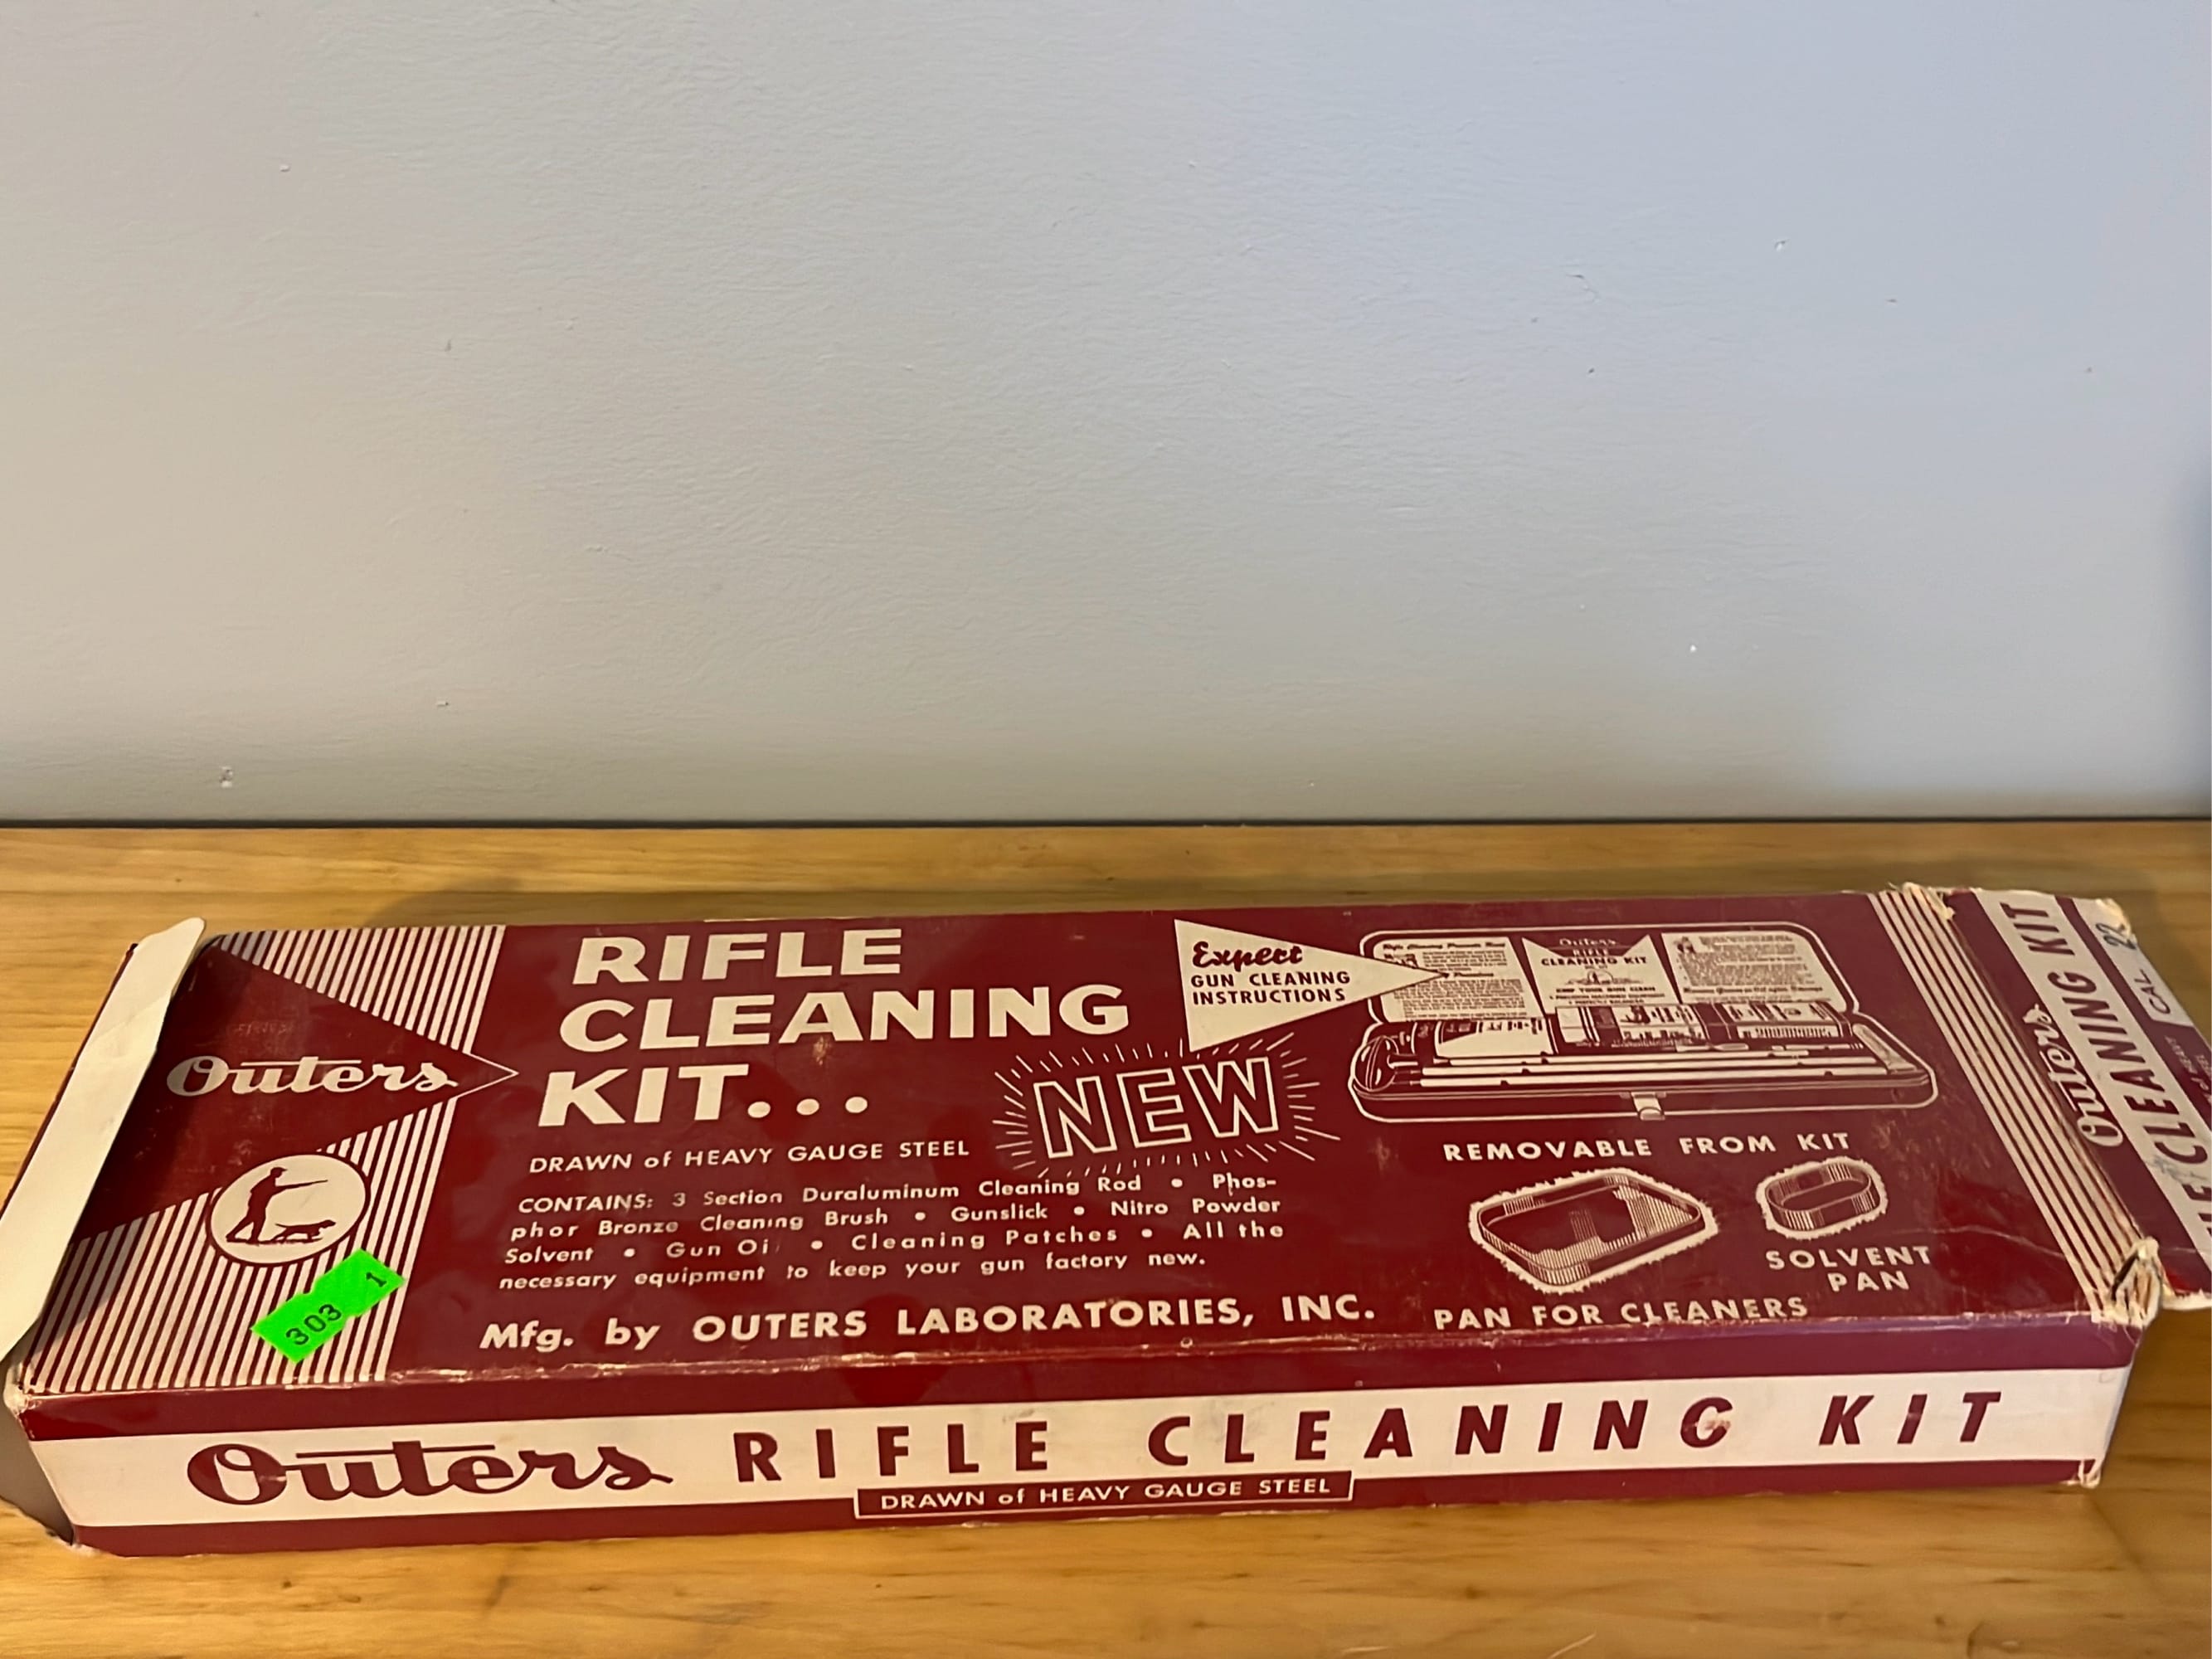 Outers
RIFLE
CLEANING
KIT...
NEW
DRAWN of HEAVY GAUGE STEEL
CONTAINS: 3 Section Duraluminum Cleaning Rod • Phos-
phor Bronze Cleaning Brush • Gunslick • Nitro Powder
Solvent • Gun Oi • Cleaning Patches • All the
necessary equipment to keep your gun factory new.
Mfg. by OUTERS LABORATORIES, INC.
303 1
Expert
GUN CLEANING
INSTRUCTIONS
Outers
RIFLE
CLEANING KIT
REMOVABLE FROM KIT
SOLVENT
PAN
PAN FOR CLEANERS
Outers
CLEANING KIT
CLEANING
CAL. 22
Outers RIFLE CLEANING KIT
DRAWN of HEAVY GAUGE STEEL